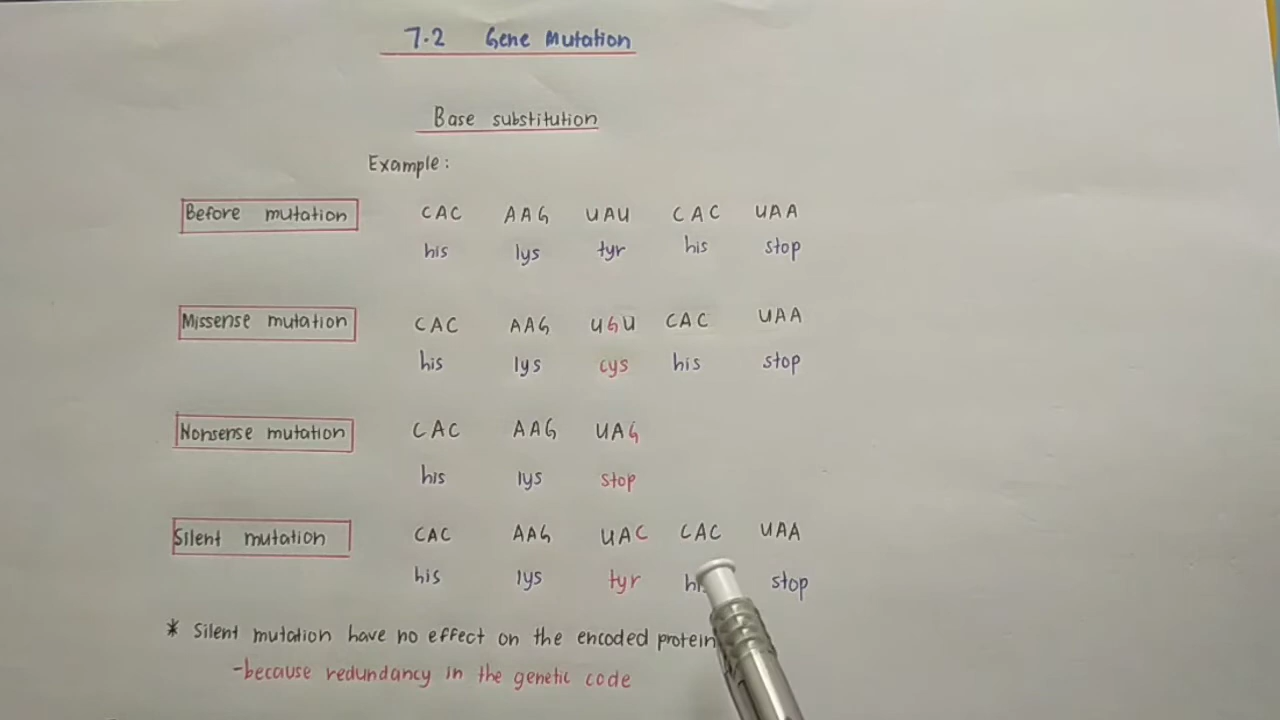 7.2 Gene Mutation
Base substitution
Example:
Before mutation CAC AAG UAU CAC UAA
his lys tyr his stop
Missense mutation CAC AAG UGU CAC UAA
his lys cys his stop
Nonsense mutation CAC AAG UAG
his lys stop
Silent mutation CAC AAG UAC CAC UAA
his lys tyr stop
* Silent mutation have no effect on the encoded protein
-because redundancy in the genetic code